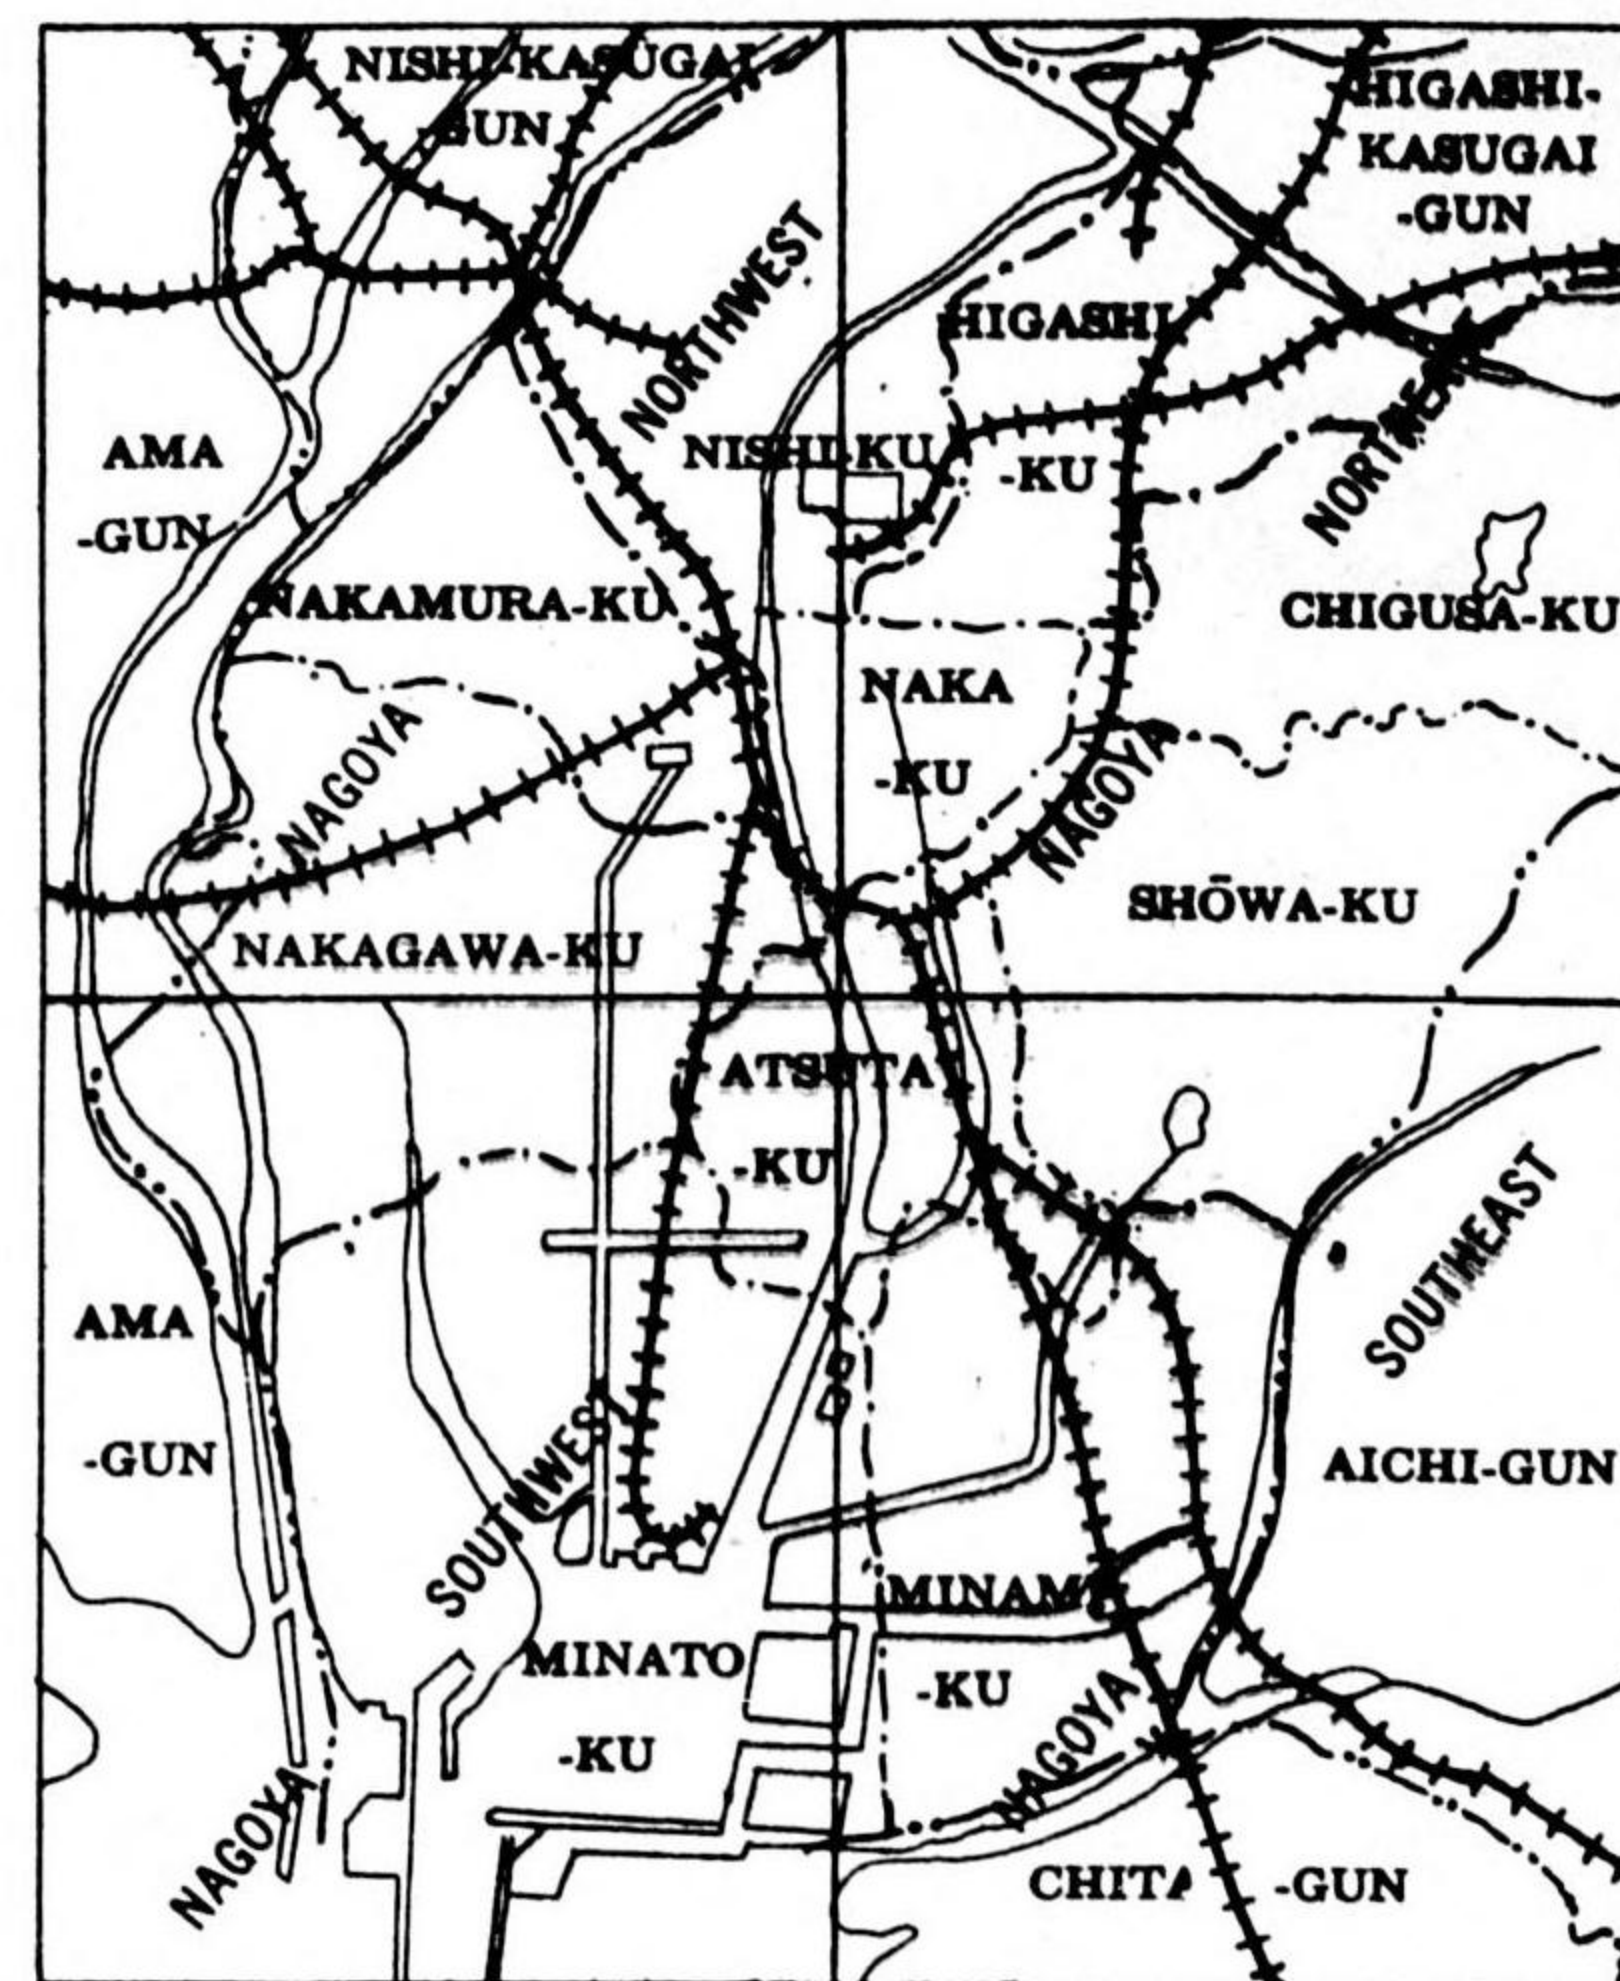 NISHI-KASUGAI
GUN
HIGASHI-
KASUGAI
-GUN
NORTHWEST
HIGASHI
-KU
NISHI-KU
NORTHEAST
AMA
-GUN
NAKAMURA-KU
CHIGUSA-KU
NAKA
-KU
NAGOYA
NAGOYA
SHŌWA-KU
NAKAGAWA-KU
ATSUTA
-KU
SOUTHEAST
AMA
-GUN
AICHI-GUN
SOUTHWEST
MINAMI
-KU
MINATO
-KU
NAGOYA
NAGOYA
CHITA -GUN